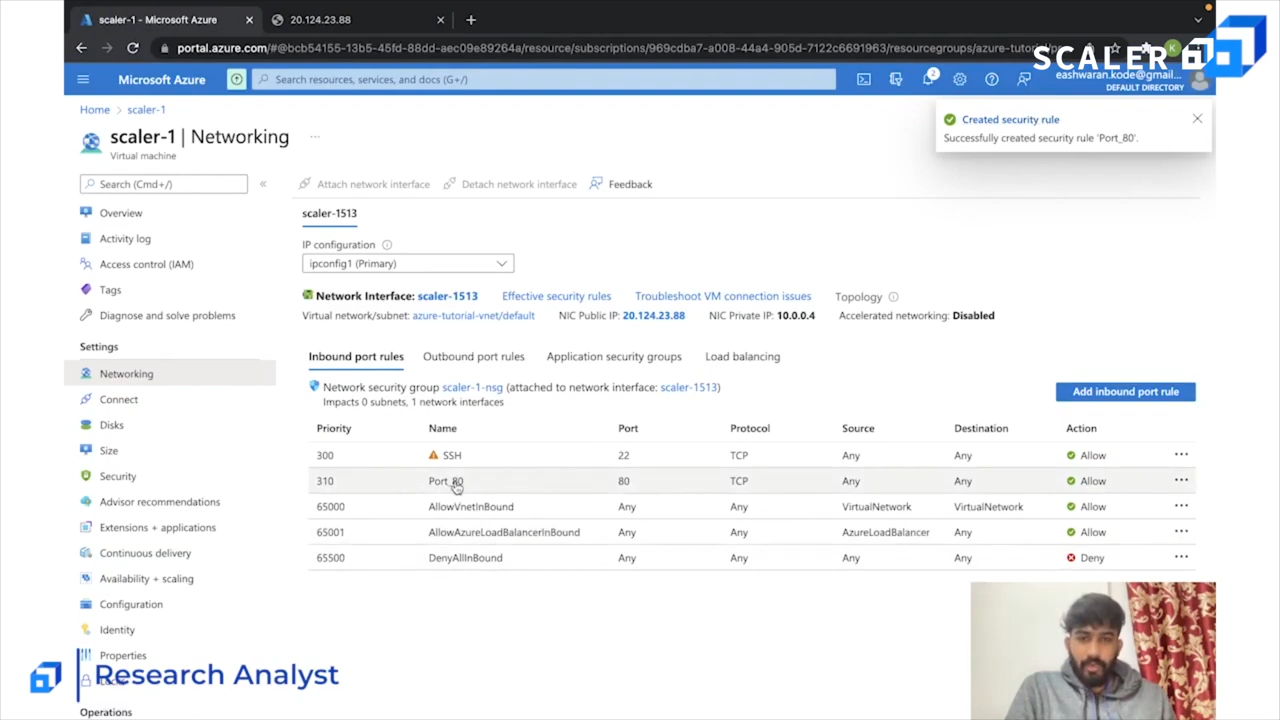 scaler-1 - Microsoft Azure
20.124.23.88
portal.azure.com/#@bcb54155-13b5-45fd-88dd-aec09e89264a/resource/subscriptions/969cdba7-a008-44a4-905d-7122c6691963/resourcegroups/azure-tutorial/p
SCALER
Microsoft Azure
Search resources, services, and docs (G+/)
2
eashwaran.kode@gmail...
DEFAULT DIRECTORY
Home > scaler-1
scaler-1 | Networking ...
Virtual machine
Created security rule
Successfully created security rule 'Port_80'.
Search (Cmd+/)
«
Attach network interface
Detach network interface
Feedback
Overview
Activity log
Access control (IAM)
Tags
Diagnose and solve problems
Settings
Networking
Connect
Disks
Size
Security
Advisor recommendations
Extensions + applications
Continuous delivery
Availability + scaling
Configuration
Identity
Properties
Operations
scaler-1513
IP configuration
ipconfig1 (Primary)
Network Interface: scaler-1513 Effective security rules Troubleshoot VM connection issues Topology
Virtual network/subnet: azure-tutorial-vnet/default NIC Public IP: 20.124.23.88 NIC Private IP: 10.0.0.4 Accelerated networking: Disabled
Inbound port rules Outbound port rules Application security groups Load balancing
Network security group scaler-1-nsg (attached to network interface: scaler-1513)
Impacts 0 subnets, 1 network interfaces
Add inbound port rule
Priority Name Port Protocol Source Destination Action
300 SSH 22 TCP Any Any Allow ...
310 Port_80 80 TCP Any Any Allow ...
65000 AllowVnetInBound Any Any VirtualNetwork VirtualNetwork Allow ...
65001 AllowAzureLoadBalancerInBound Any Any AzureLoadBalancer Any Allow ...
65500 DenyAllInBound Any Any Any Any Deny ...
Research Analyst